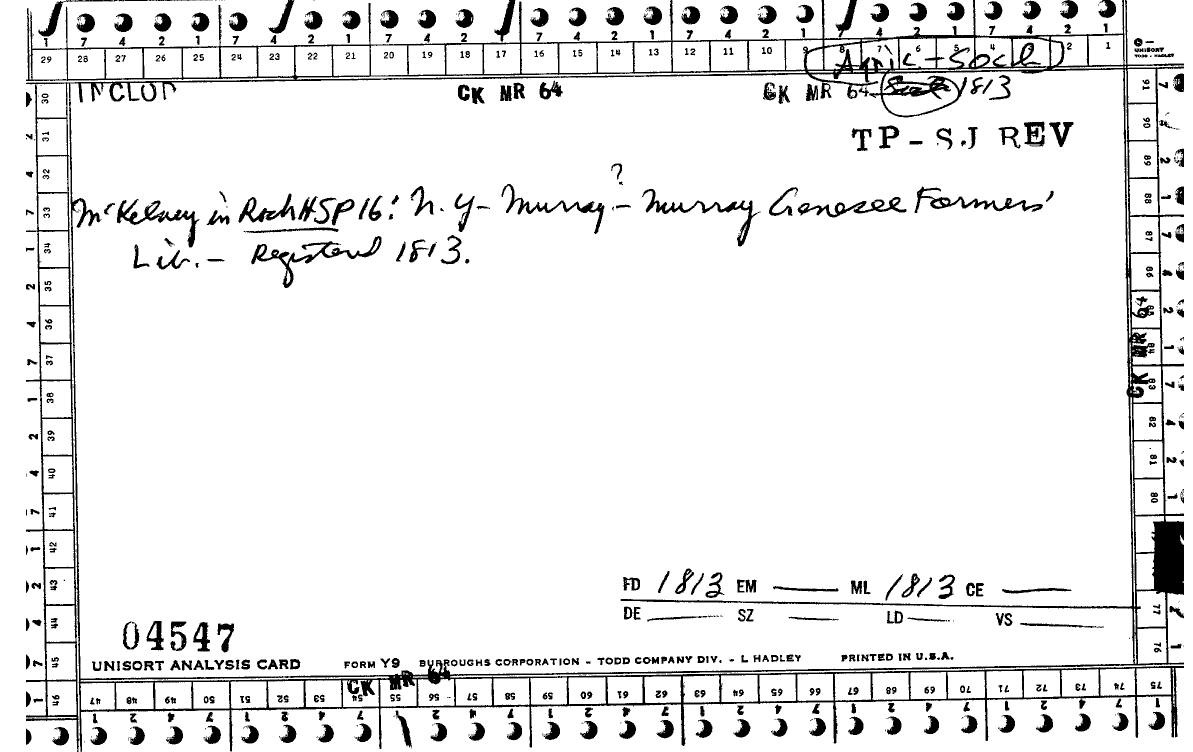 1 7 4 2 1 7 4 2 1 7 4 2 1 7 4 2 1 7 4 2 1 7 4 2 1 7 4 2 1
29 28 27 26 25 24 23 22 21 20 19 18 17 16 15 14 13 12 11 10 9 8 7 6 5 4 2 1
UNISORT
TODD - HADLEY
Agric - Socl
INCLOP CK MR 64 CK MR 64 1813
TP - SJ REV
?
McKelvey in RochHSP 16: N.Y - Murray - Murray Genesee Farmers'
Lib. - Registered 1813.
30
31
32
33
34
35
36
37
38
39
40
41
42
43
44
45
46
91
90
89
88
87
86
85
84
83
82
81
80
77
76
CK MR 64
FD 1813 EM ML 1813 CE
DE SZ LD VS
04547
UNISORT ANALYSIS CARD FORM Y9 BURROUGHS CORPORATION - TODD COMPANY DIV. - L HADLEY PRINTED IN U.S.A.
CK MR 64
47 48 49 50 51 52 53 54 55 56 57 58 59 60 61 62 63 64 65 66 67 68 69 70 71 72 73 74 75